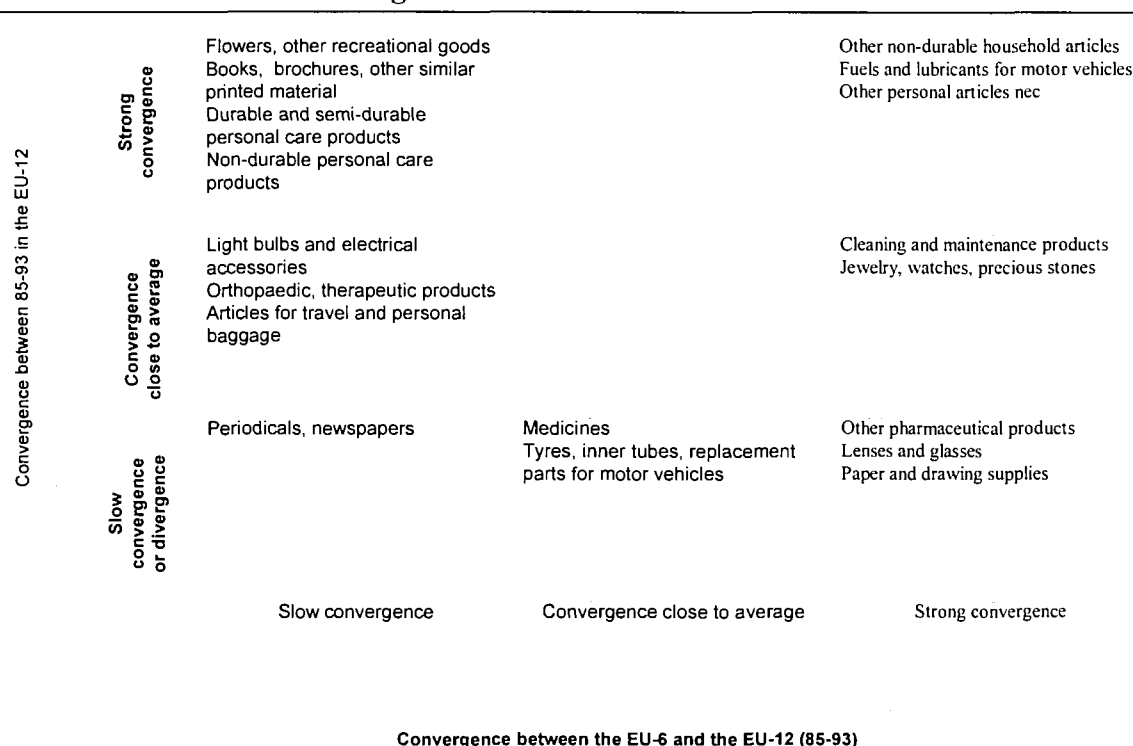 Strong
convergence
Flowers, other recreational goods
Books, brochures, other similar
printed material
Durable and semi-durable
personal care products
Non-durable personal care
products
Other non-durable household articles
Fuels and lubricants for motor vehicles
Other personal articles nec
Convergence between 85-93 in the EU-12
Convergence
close to average
Light bulbs and electrical
accessories
Orthopaedic, therapeutic products
Articles for travel and personal
baggage
Cleaning and maintenance products
Jewelry, watches, precious stones
Slow
convergence
or divergence
Periodicals, newspapers
Medicines
Tyres, inner tubes, replacement
parts for motor vehicles
Other pharmaceutical products
Lenses and glasses
Paper and drawing supplies
Slow convergence
Convergence close to average
Strong convergence
Convergence between the EU-6 and the EU-12 (85-93)